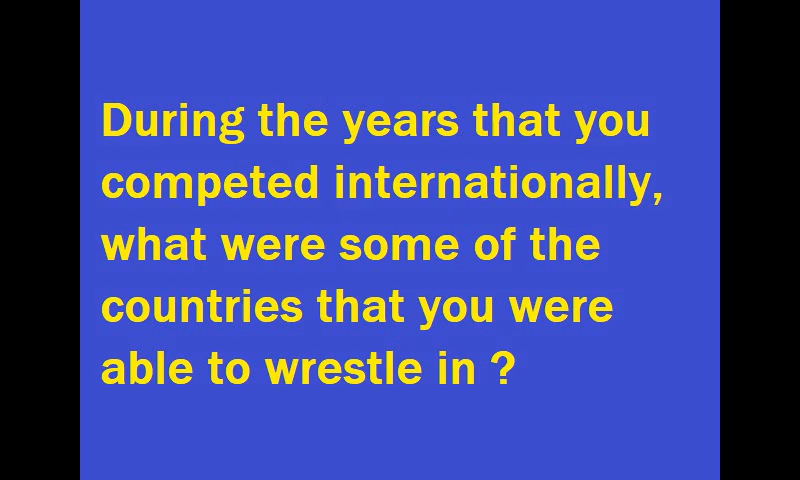 During the years that you
competed internationally,
what were some of the
countries that you were
able to wrestle in ?